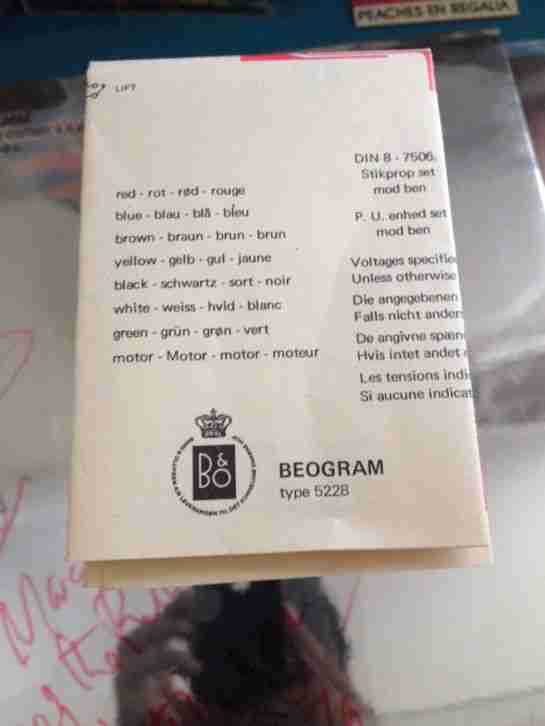 PEACHES EN REGALIA
LIFT
red - rot - rød - rouge
blue - blau - blå - bleu
brown - braun - brun - brun
yellow - gelb - gul - jaune
black - schwartz - sort - noir
white - weiss - hvid - blanc
green - grün - grøn - vert
motor - Motor - motor - moteur
DIN 8 - 7506,
Stikprop set
mod ben
P. U. enhed set
mod ben
Voltages specifie
Unless otherwise
Die angegebenen
Falls nicht ander
De angivne spæn
Hvis intet andet
Les tensions indi
Si aucune indicat
B&O
BEOGRAM
type 5228
the